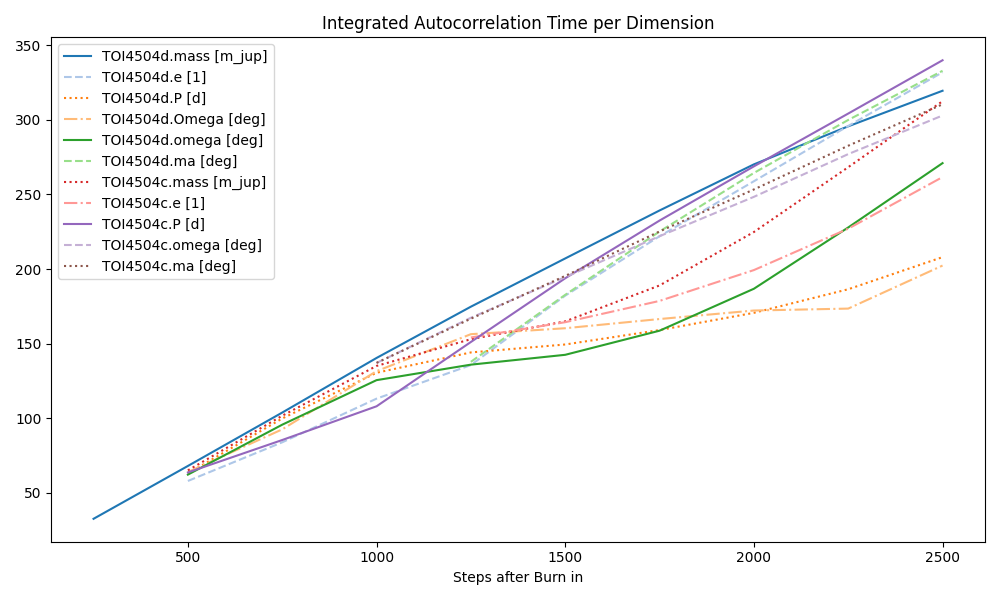 Integrated Autocorrelation Time per Dimension
350
300
250
200
150
100
50
TOI4504d.mass [m_jup]
TOI4504d.e [1]
TOI4504d.P [d]
TOI4504d.Omega [deg]
TOI4504d.omega [deg]
TOI4504d.ma [deg]
TOI4504c.mass [m_jup]
TOI4504c.e [1]
TOI4504c.P [d]
TOI4504c.omega [deg]
TOI4504c.ma [deg]
500 1000 1500 2000 2500
Steps after Burn in